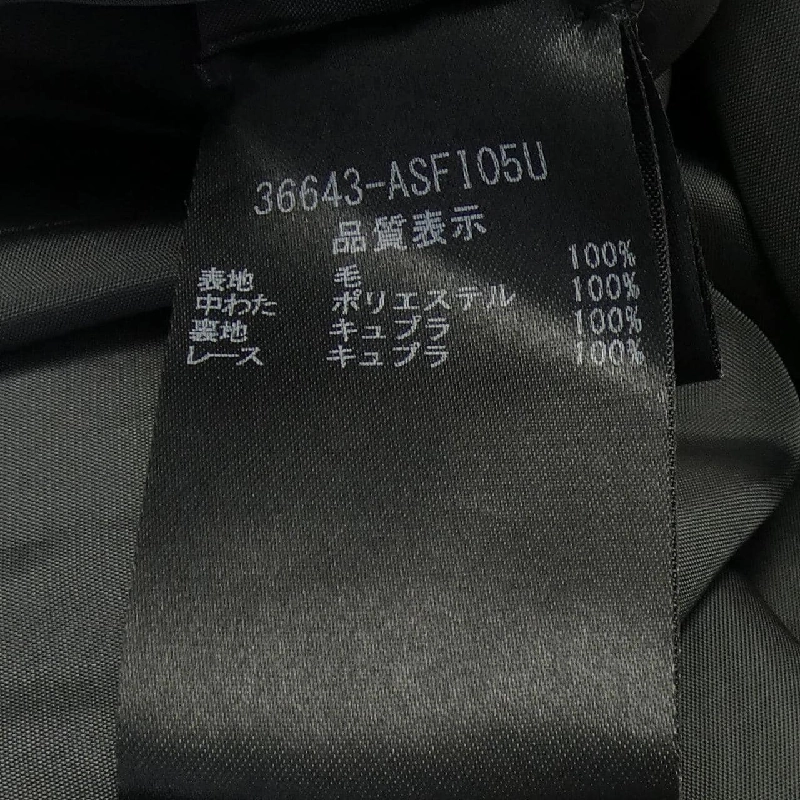 36643-ASF105U
品質表示
表地 毛 100%
中わた ポリエステル 100%
裏地 キュプラ 100%
レース キュプラ 100%